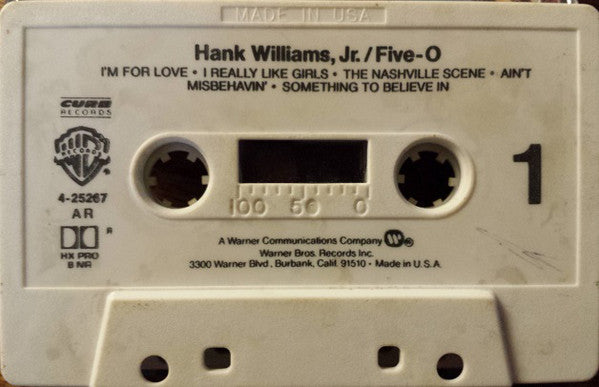 MADE IN USA
Hank Williams, Jr. / Five-O
I'M FOR LOVE • I REALLY LIKE GIRLS • THE NASHVILLE SCENE • AIN'T
MISBEHAVIN' • SOMETHING TO BELIEVE IN
CURB
RECORDS
WB
RECORDS
®
4-25267
AR
®
HX PRO
B NR
1
100 50 0
A Warner Communications Company ®
Warner Bros. Records Inc.
3300 Warner Blvd., Burbank, Calif. 91510 • Made in U.S.A.